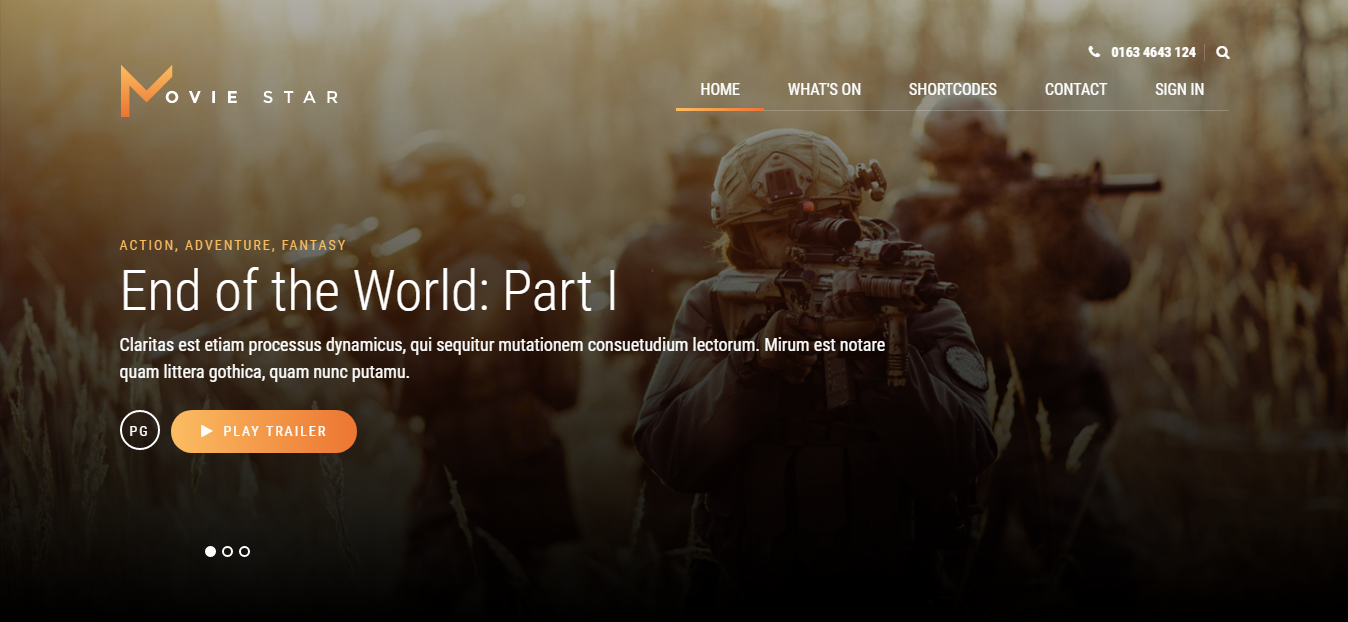 0163 4643 124
MOVIE STAR
HOME WHAT'S ON SHORTCODES CONTACT SIGN IN
ACTION, ADVENTURE, FANTASY
End of the World: Part I
Claritas est etiam processus dynamicus, qui sequitur mutationem consuetudium lectorum. Mirum est notare
quam littera gothica, quam nunc putamu.
PG PLAY TRAILER